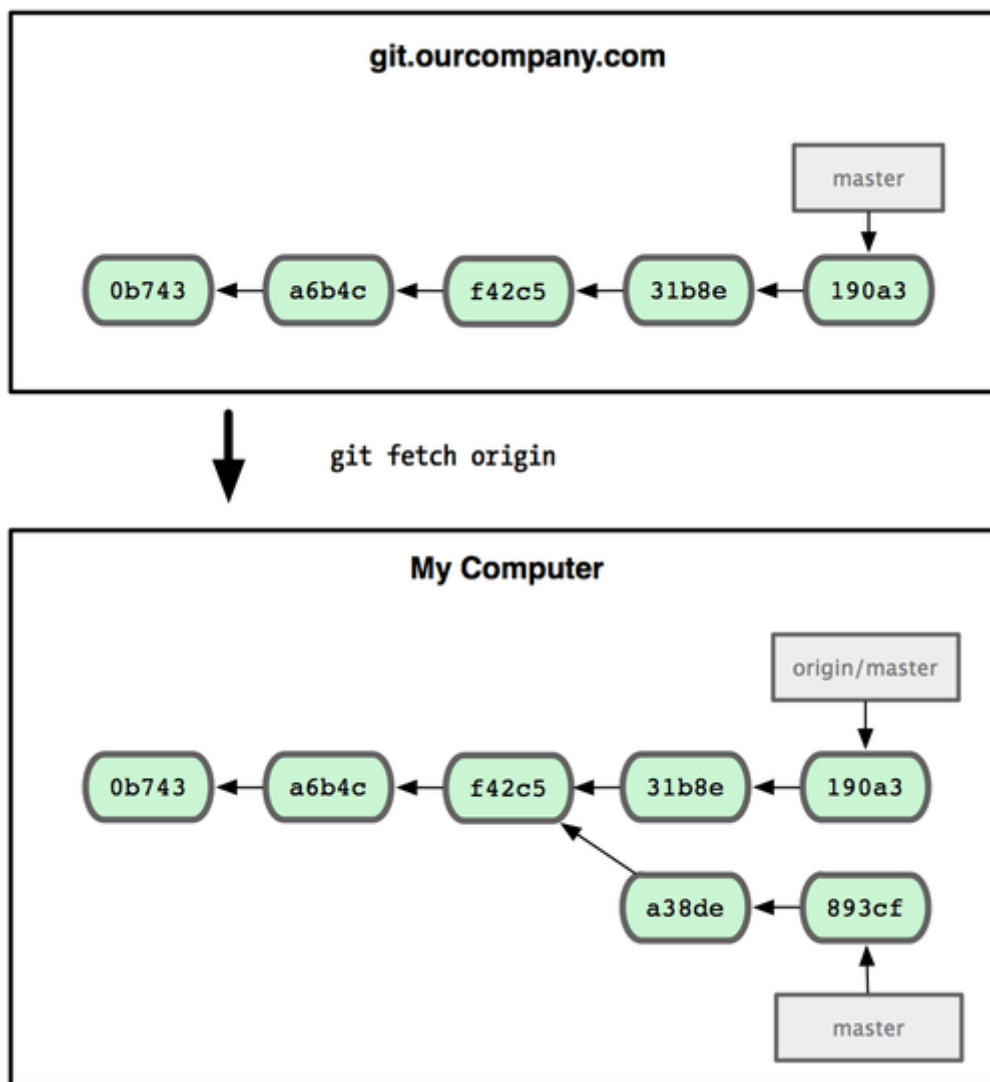 git.ourcompany.com
master
0b743 a6b4c f42c5 31b8e 190a3
git fetch origin
My Computer
origin/master
0b743 a6b4c f42c5 31b8e 190a3
a38de 893cf
master